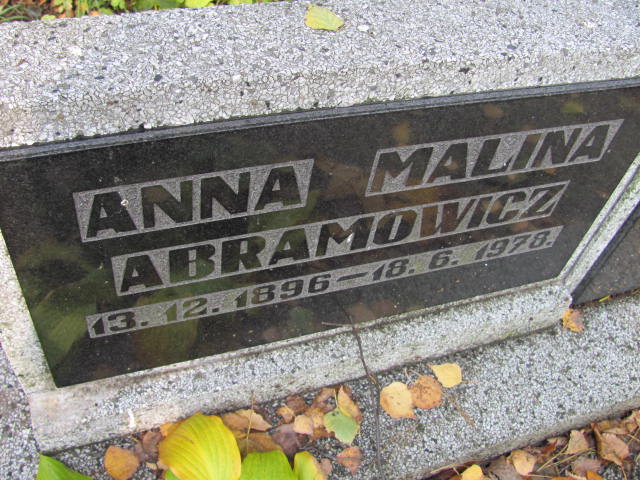 ANNA MALINA
ABRAMOWICZ
13. 12. 1896 – 18. 6. 1978.